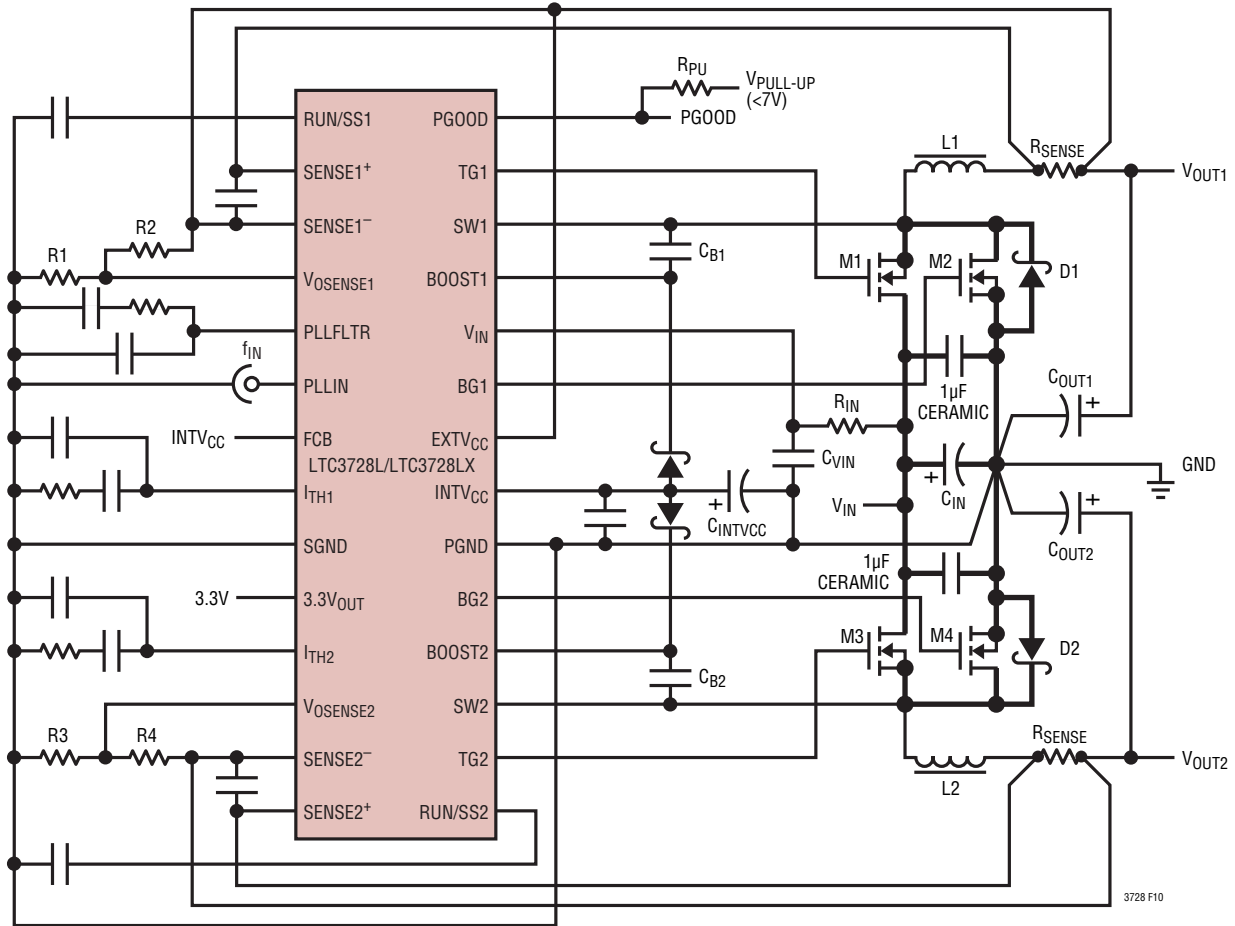 RPU
VPULL-UP
(<7V)
PGOOD
RUN/SS1
PGOOD
L1
RSENSE
SENSE1+
TG1
VOUT1
R2
SENSE1–
SW1
CB1
R1
VOSENSE1
BOOST1
M1
M2
D1
PLLFLTR
VIN
fIN
PLLIN
BG1
1µF
CERAMIC
COUT1
RIN
INTVCC
FCB
EXTVCC
LTC3728L/LTC3728LX
CVIN
GND
ITH1
INTVCC
+
CINTVCC
VIN
+
CIN
+
+
COUT2
SGND
PGND
1µF
CERAMIC
3.3V
3.3VOUT
BG2
M3
M4
D2
ITH2
BOOST2
CB2
VOSENSE2
SW2
R3
R4
SENSE2–
TG2
RSENSE
VOUT2
L2
SENSE2+
RUN/SS2
3728 F10